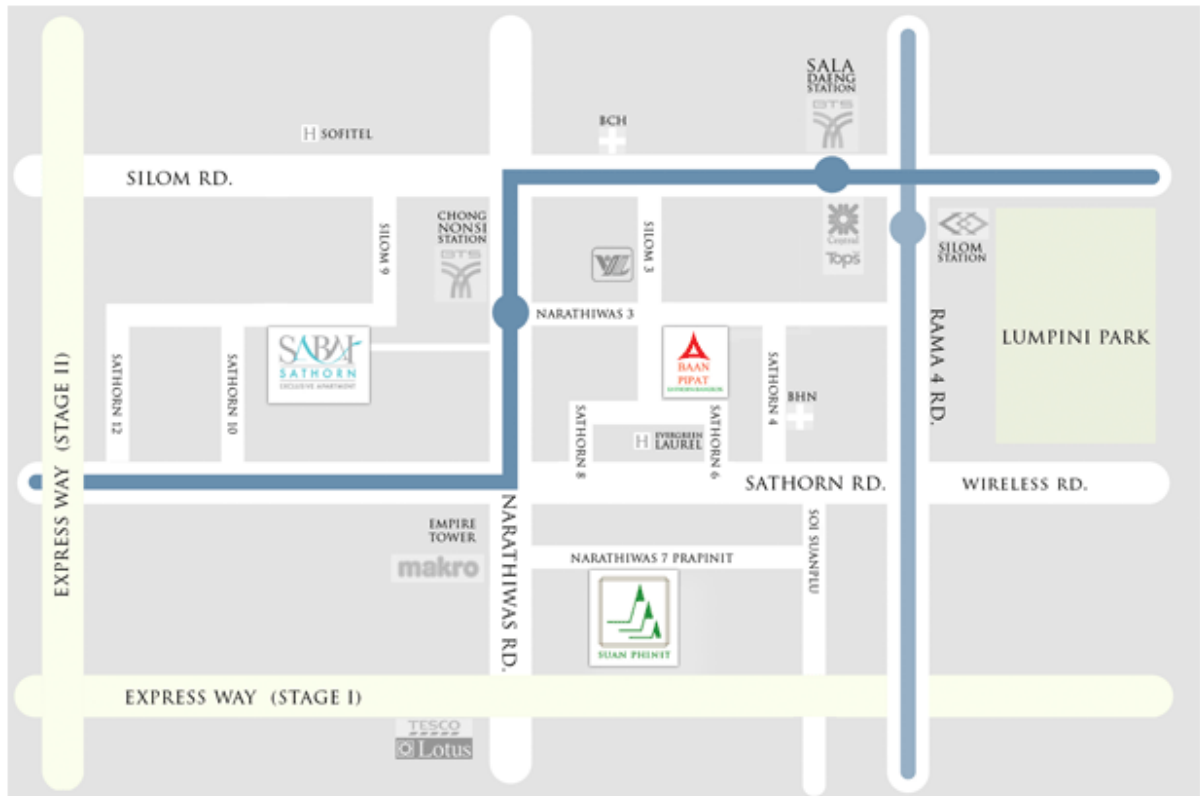 SALA
DAENG
STATION
BTS
BCH
H SOFITEL
SILOM RD.
CHONG
NONSI
STATION
BTS
SILOM 9
SILOM 3
Central
Tops
SILOM
STATION
NARATHIWAS 3
RAMA 4 RD.
LUMPINI PARK
EXPRESS WAY (STAGE II)
SATHORN 12
SATHORN 10
SABAI
SATHORN
EXCLUSIVE APARTMENT
BAAN
PIPAT
SATHORN 4
BHN
SATHORN 8
H EVERGREEN
LAUREL
SATHORN 6
SATHORN RD.
WIRELESS RD.
EMPIRE
TOWER
makro
NARATHIWAS RD.
NARATHIWAS 7 PRAPINIT
SOI SUANPLU
SUAN PHINIT
EXPRESS WAY (STAGE I)
TESCO
Lotus